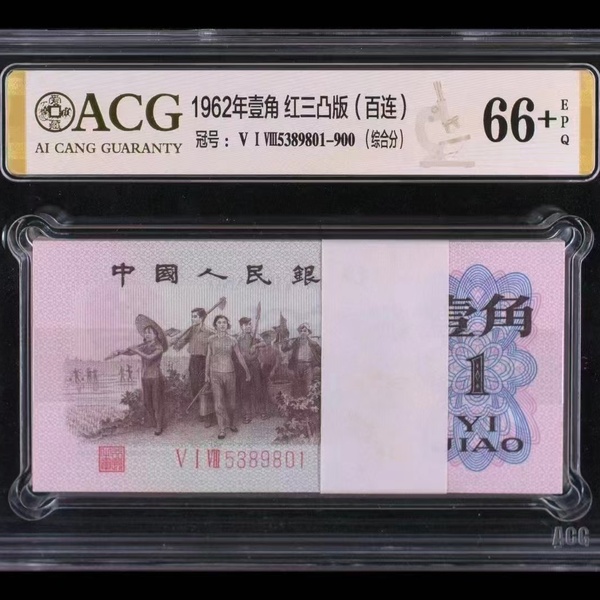 ACG
AI CANG GUARANTY
1962年壹角 红三凸版（百连）
冠号：V I VIII5389801-900（综合分）
66+
EPQ
中國人民銀
壹角
1
YI
JIAO
V I VIII 5389801
ACG